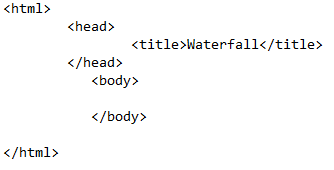 <html>
<head>
<title>Waterfall</title>
</head>
<body>
</body>
</html>